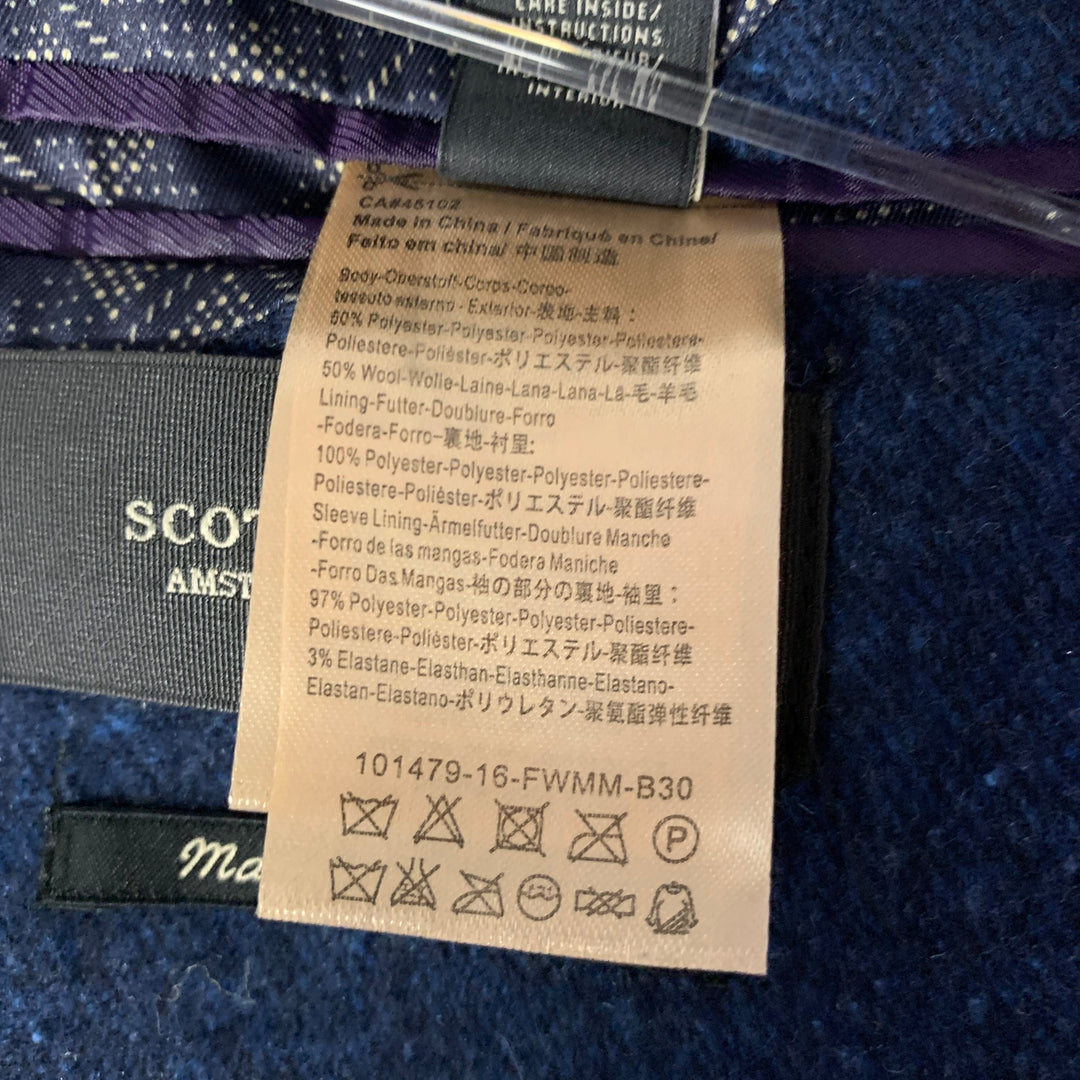 CARE INSIDE/
INSTRUCTIONS
INTERIOR
CA#46102
Made in China / Fabriqué en Chine/
Feito em china/ 中國制造
Body-Oberstoff-Corps-Corpo-
tessuto esterno - Exterior-表地-主料：
50% Polyester-Polyester-Polyester-Poliestere-
Poliestere-Poliéster-ポリエステル-聚酯纤维
50% Wool-Wolle-Laine-Lana-Lana-Lã-毛-羊毛
Lining-Futter-Doublure-Forro
-Fodera-Forro-裏地-衬里:
100% Polyester-Polyester-Polyester-Poliestere-
Poliestere-Poliéster-ポリエステル-聚酯纤维
Sleeve Lining-Ärmelfutter-Doublure Manche
-Forro de las mangas-Fodera Maniche
-Forro Das Mangas-袖の部分の裏地-袖里：
97% Polyester-Polyester-Polyester-Poliestere-
Poliestere-Poliéster-ポリエステル-聚酯纤维
3% Elastane-Elasthan-Elasthanne-Elastano-
Elastan-Elastano-ポリウレタン-聚氨酯弹性纤维
SCOT
AMST
101479-16-FWMM-B30
P
Ma